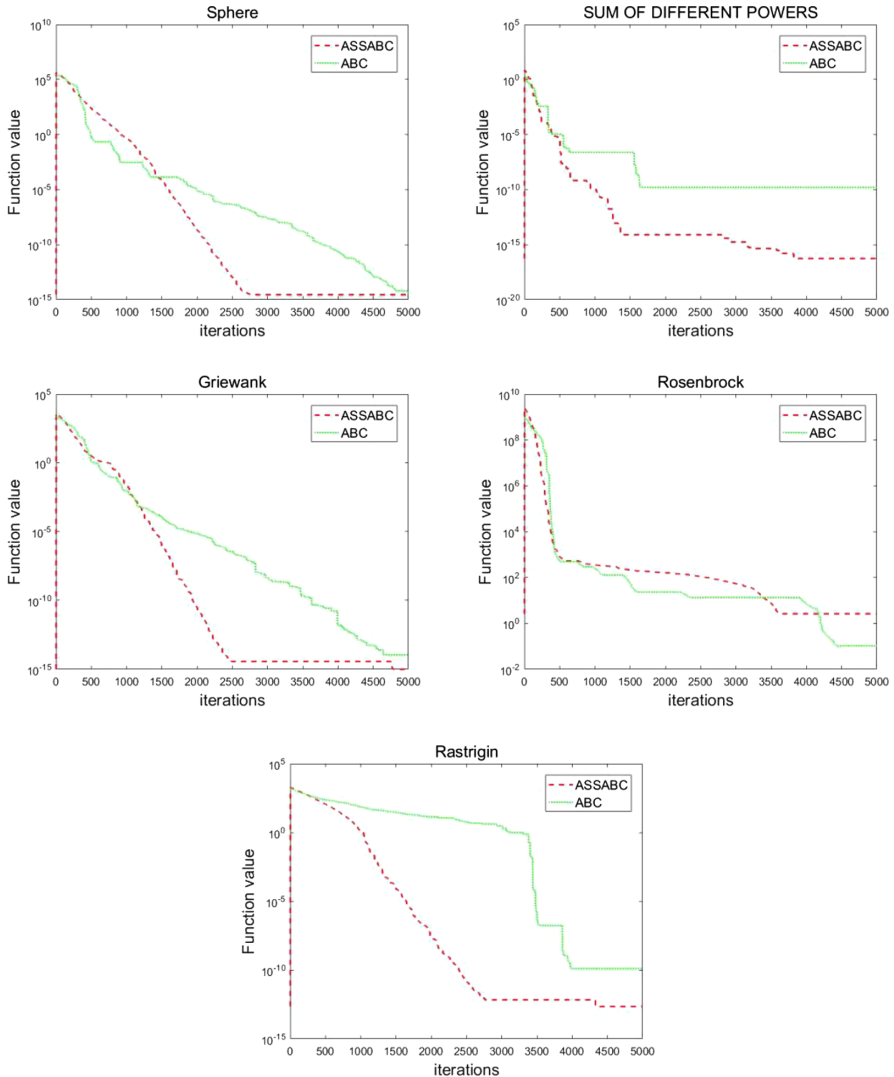 Sphere
10^10
10^5
10^0
10^-5
10^-10
10^-15
Function value
ASSABC
ABC
0 500 1000 1500 2000 2500 3000 3500 4000 4500 5000
iterations
SUM OF DIFFERENT POWERS
10^5
10^0
10^-5
10^-10
10^-15
10^-20
Function value
ASSABC
ABC
0 500 1000 1500 2000 2500 3000 3500 4000 4500 5000
iterations
Griewank
10^5
10^0
10^-5
10^-10
10^-15
Function value
ASSABC
ABC
0 500 1000 1500 2000 2500 3000 3500 4000 4500 5000
iterations
Rosenbrock
10^10
10^8
10^6
10^4
10^2
10^0
10^-2
Function value
ASSABC
ABC
0 500 1000 1500 2000 2500 3000 3500 4000 4500 5000
iterations
Rastrigin
10^5
10^0
10^-5
10^-10
10^-15
Function value
ASSABC
ABC
0 500 1000 1500 2000 2500 3000 3500 4000 4500 5000
iterations